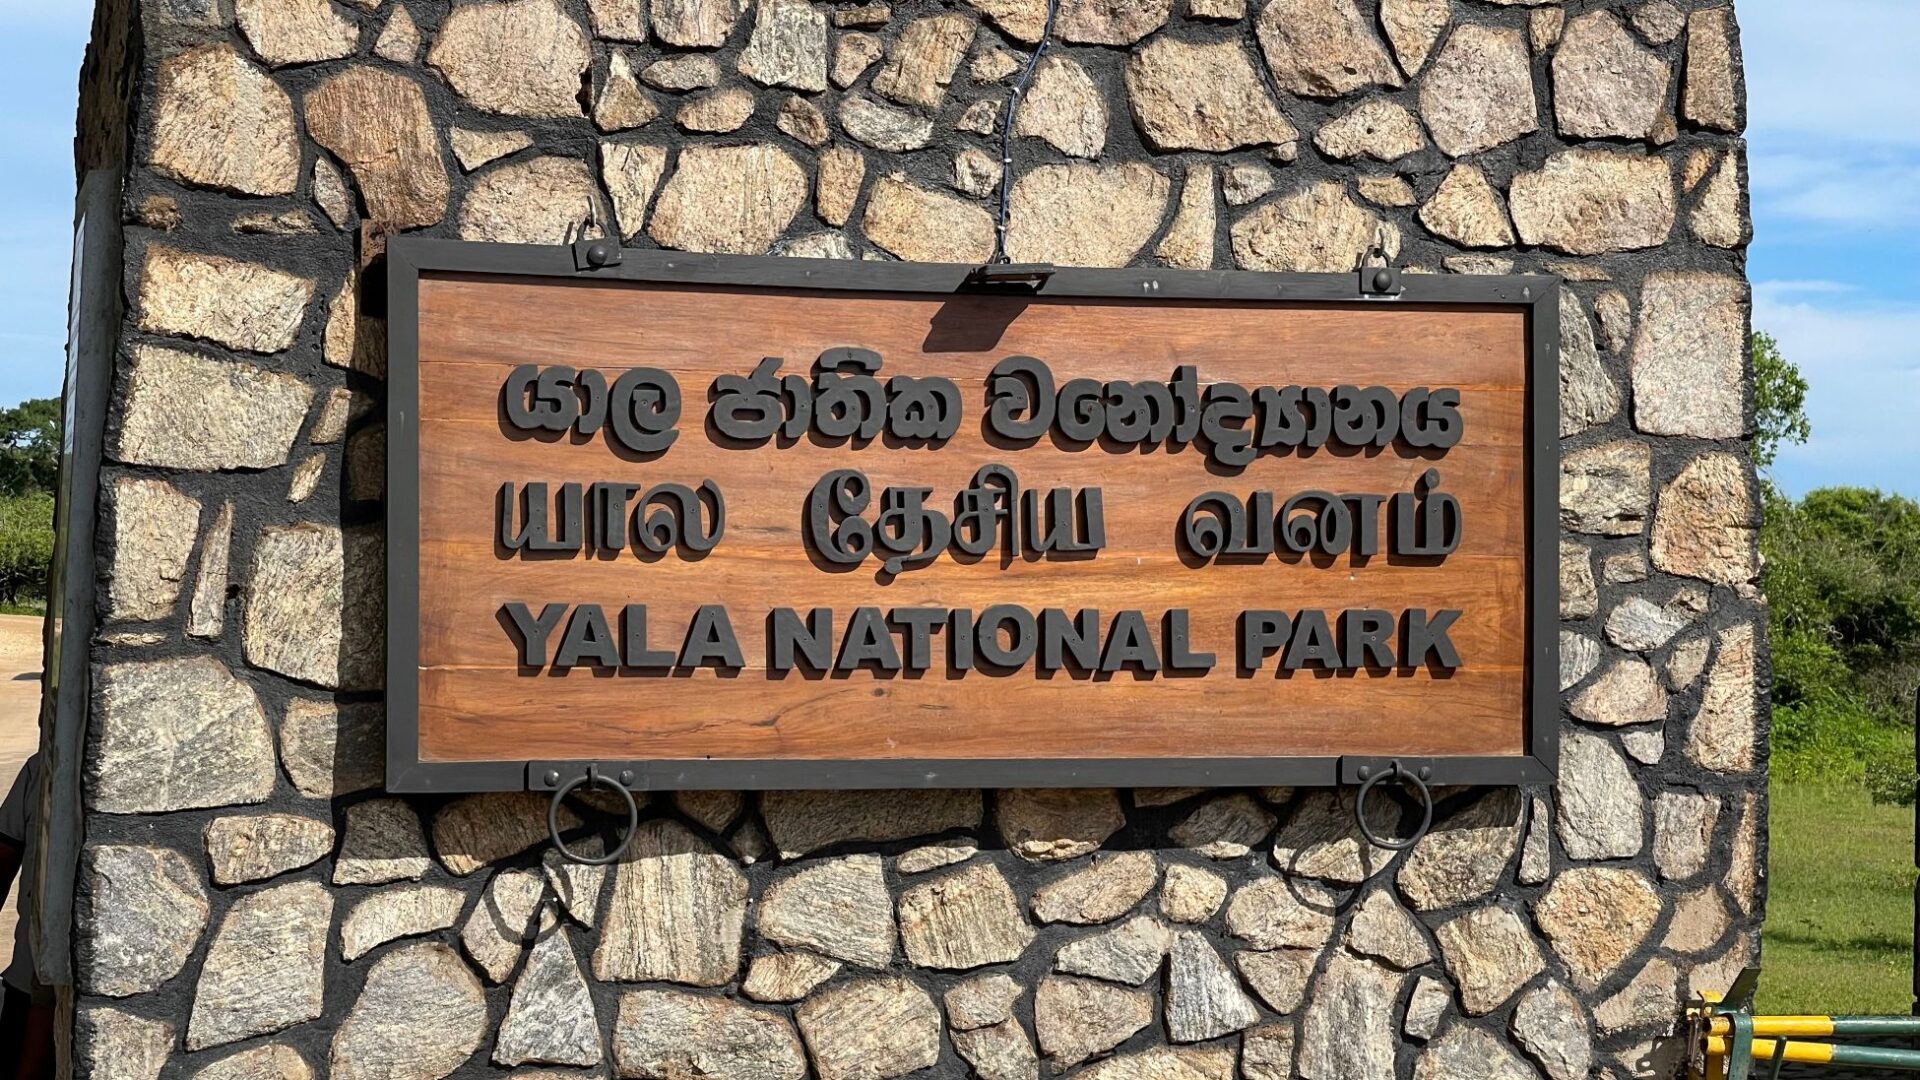 යාල ජාතික වනෝද්‍යානය
யால தேசிய வனம்
YALA NATIONAL PARK